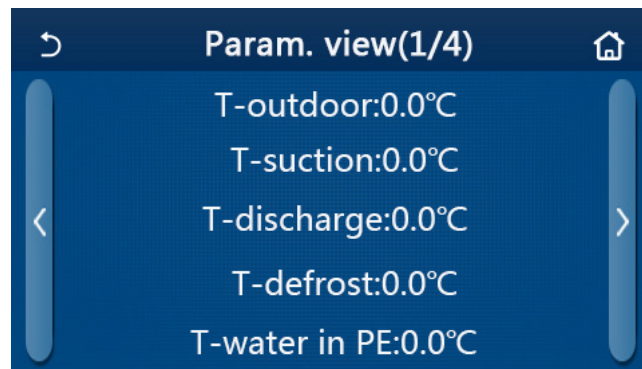 Param. view(1/4)
T-outdoor:0.0℃
T-suction:0.0℃
T-discharge:0.0℃
T-defrost:0.0℃
T-water in PE:0.0℃